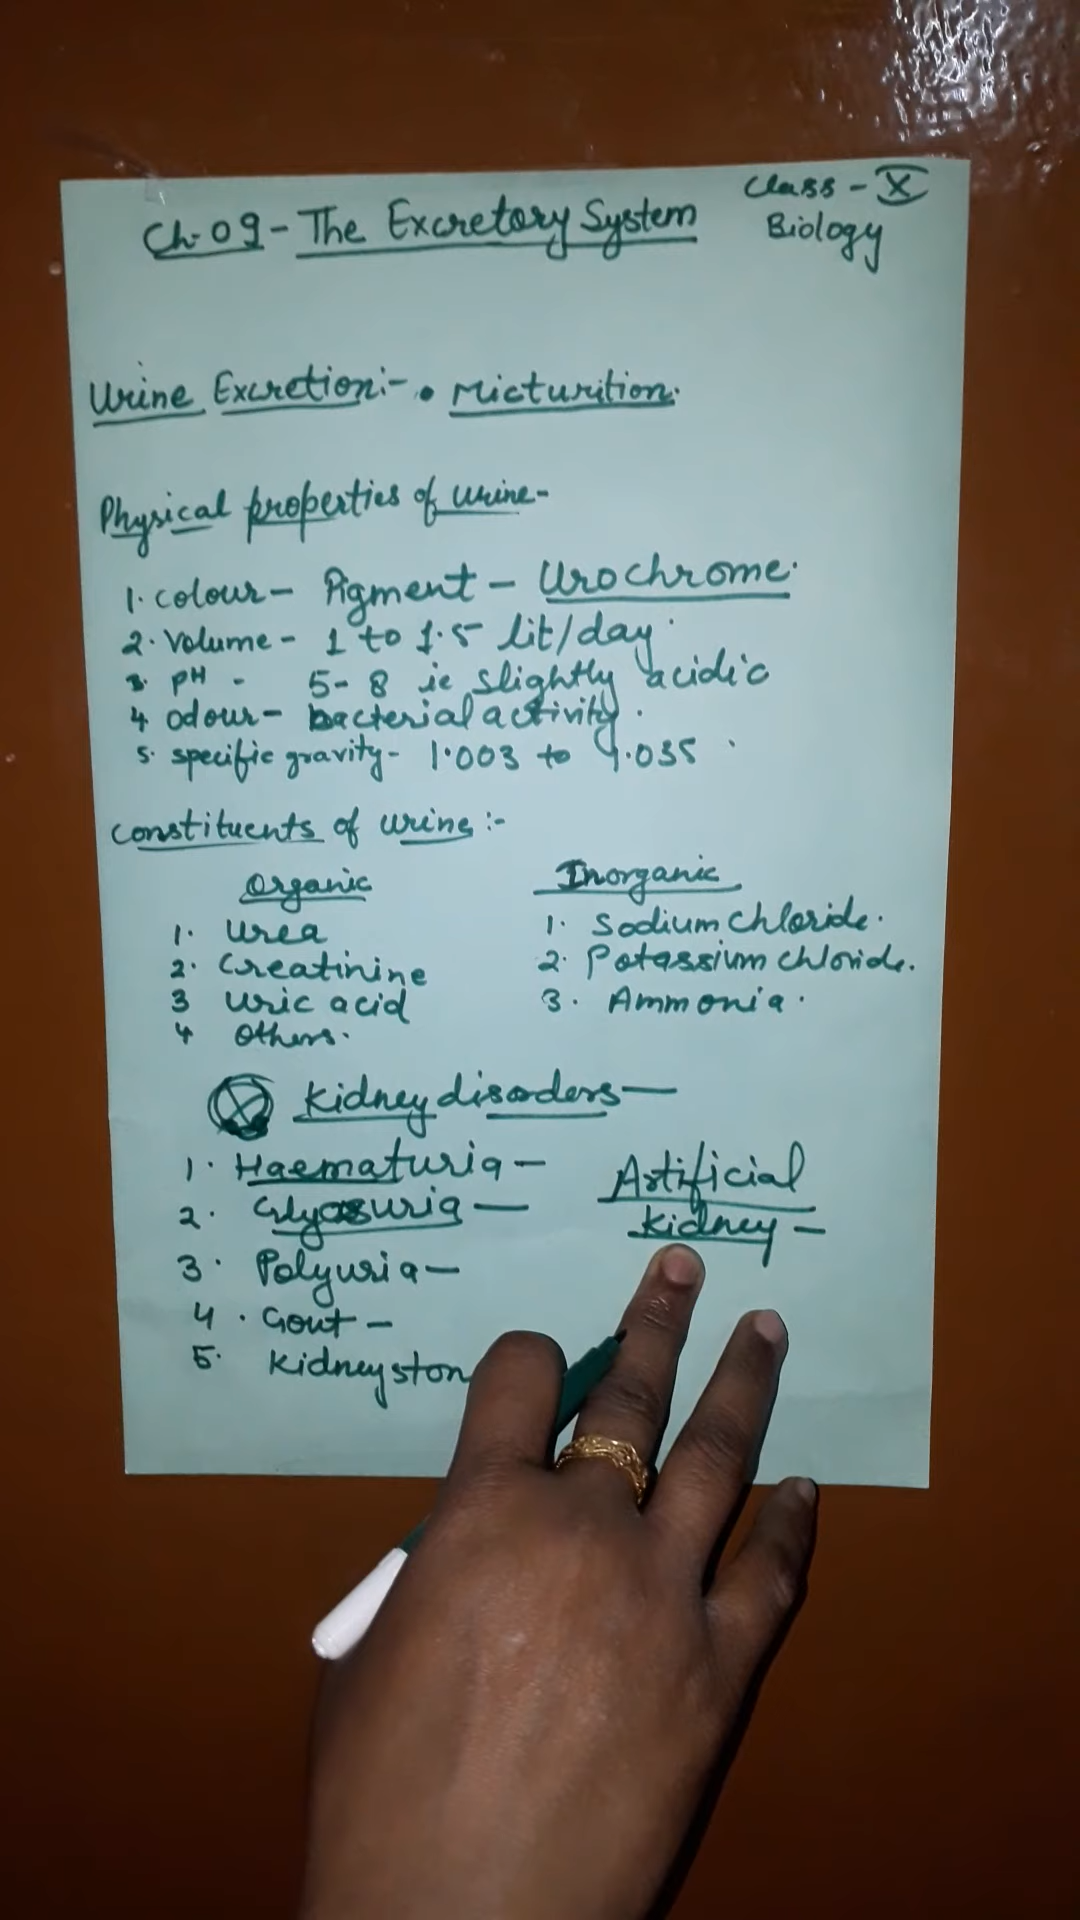 Ch-09 - The Excretory System
Class - X
Biology
Urine Excretion:- • Micturition.
Physical properties of urine-
1. colour - Pigment - Urochrome.
2. Volume - 1 to 1.5 lit/day.
3. pH - 5-8 ie slightly acidic
4. odour - bacterial activity.
5. specific gravity - 1.003 to 1.035
constituents of urine :-
Organic
1. Urea
2. Creatinine
3 Uric acid
4 Others.
Inorganic
1. Sodium Chloride.
2. Potassium chloride.
3. Ammonia.
Kidney disorders —
1. Haematuria -
2. Glyosuria —
3. Polyuria —
4. Gout -
5. Kidney ston
Artificial
Kidney -